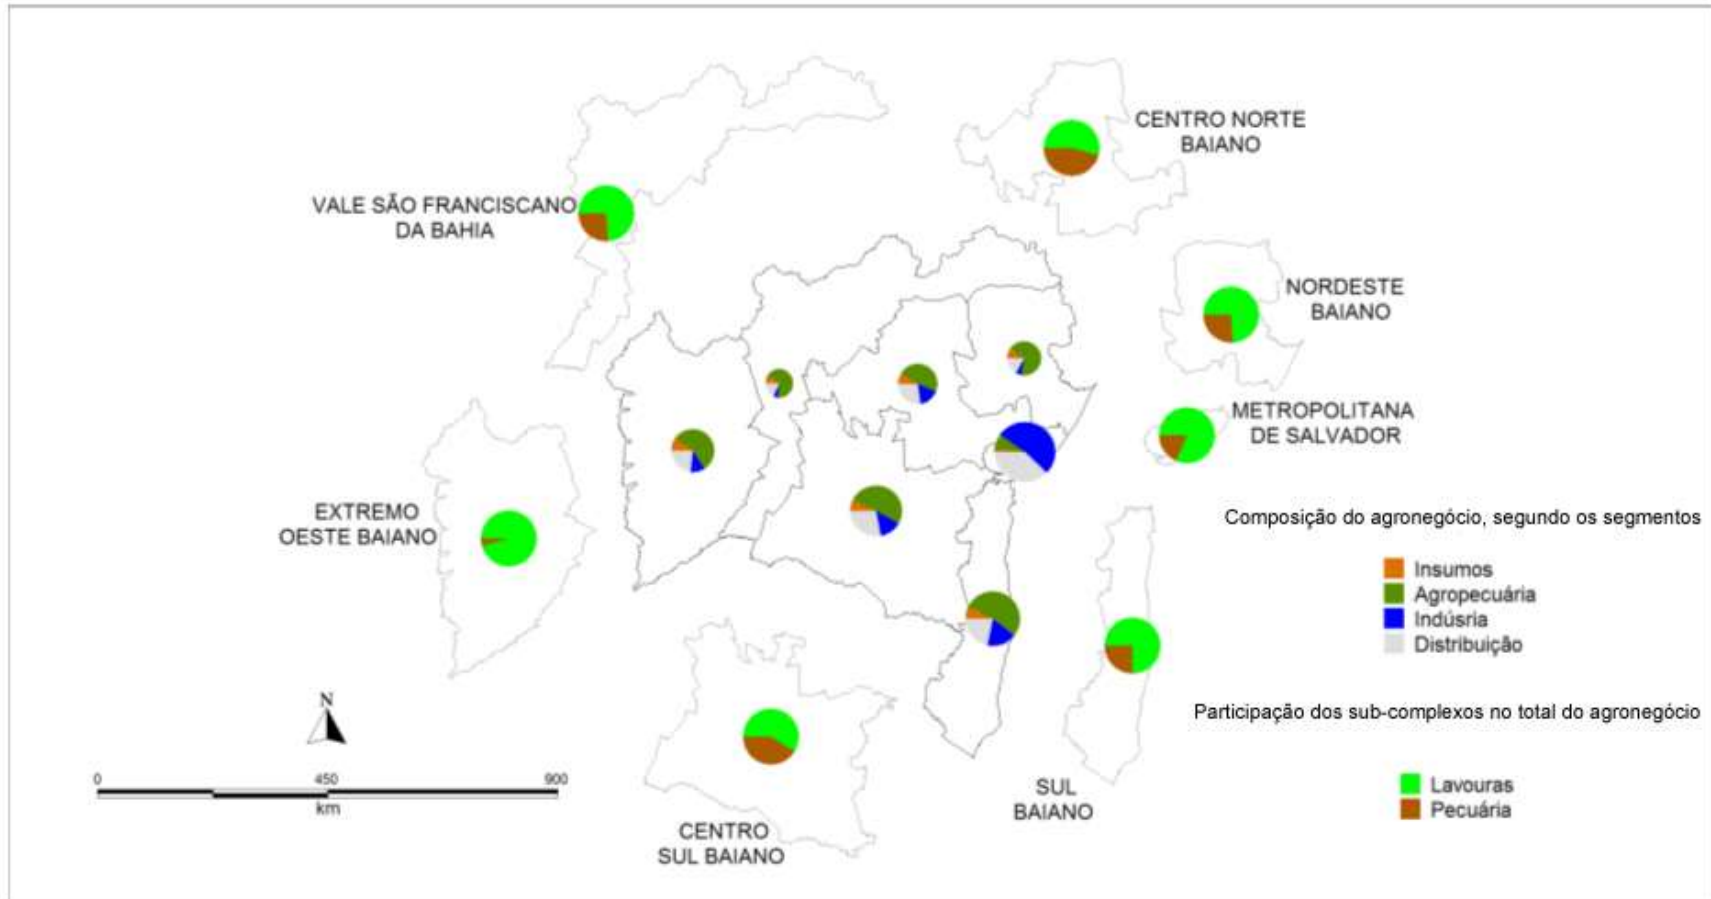 CENTRO NORTE
BAIANO
VALE SÃO FRANCISCANO
DA BAHIA
NORDESTE
BAIANO
METROPOLITANA
DE SALVADOR
EXTREMO
OESTE BAIANO
Composição do agronegócio, segundo os segmentos
Insumos
Agropecuária
Indúsria
Distribuição
N
Participação dos sub-complexos no total do agronegócio
0 450 900
km
SUL
BAIANO
Lavouras
Pecuária
CENTRO
SUL BAIANO